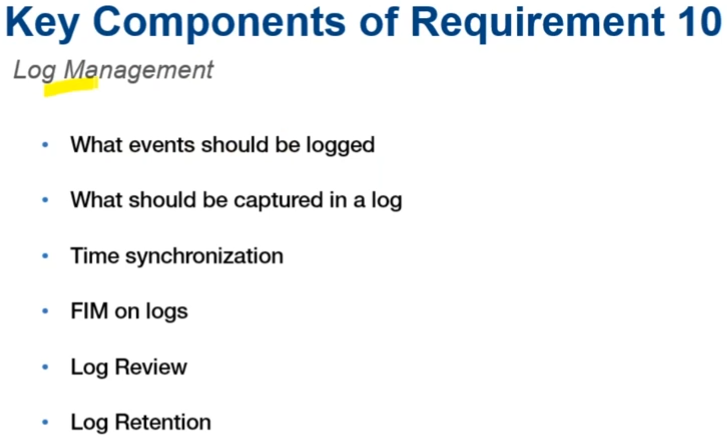 Key Components of Requirement 10
Log Management
• What events should be logged
• What should be captured in a log
• Time synchronization
• FIM on logs
• Log Review
• Log Retention